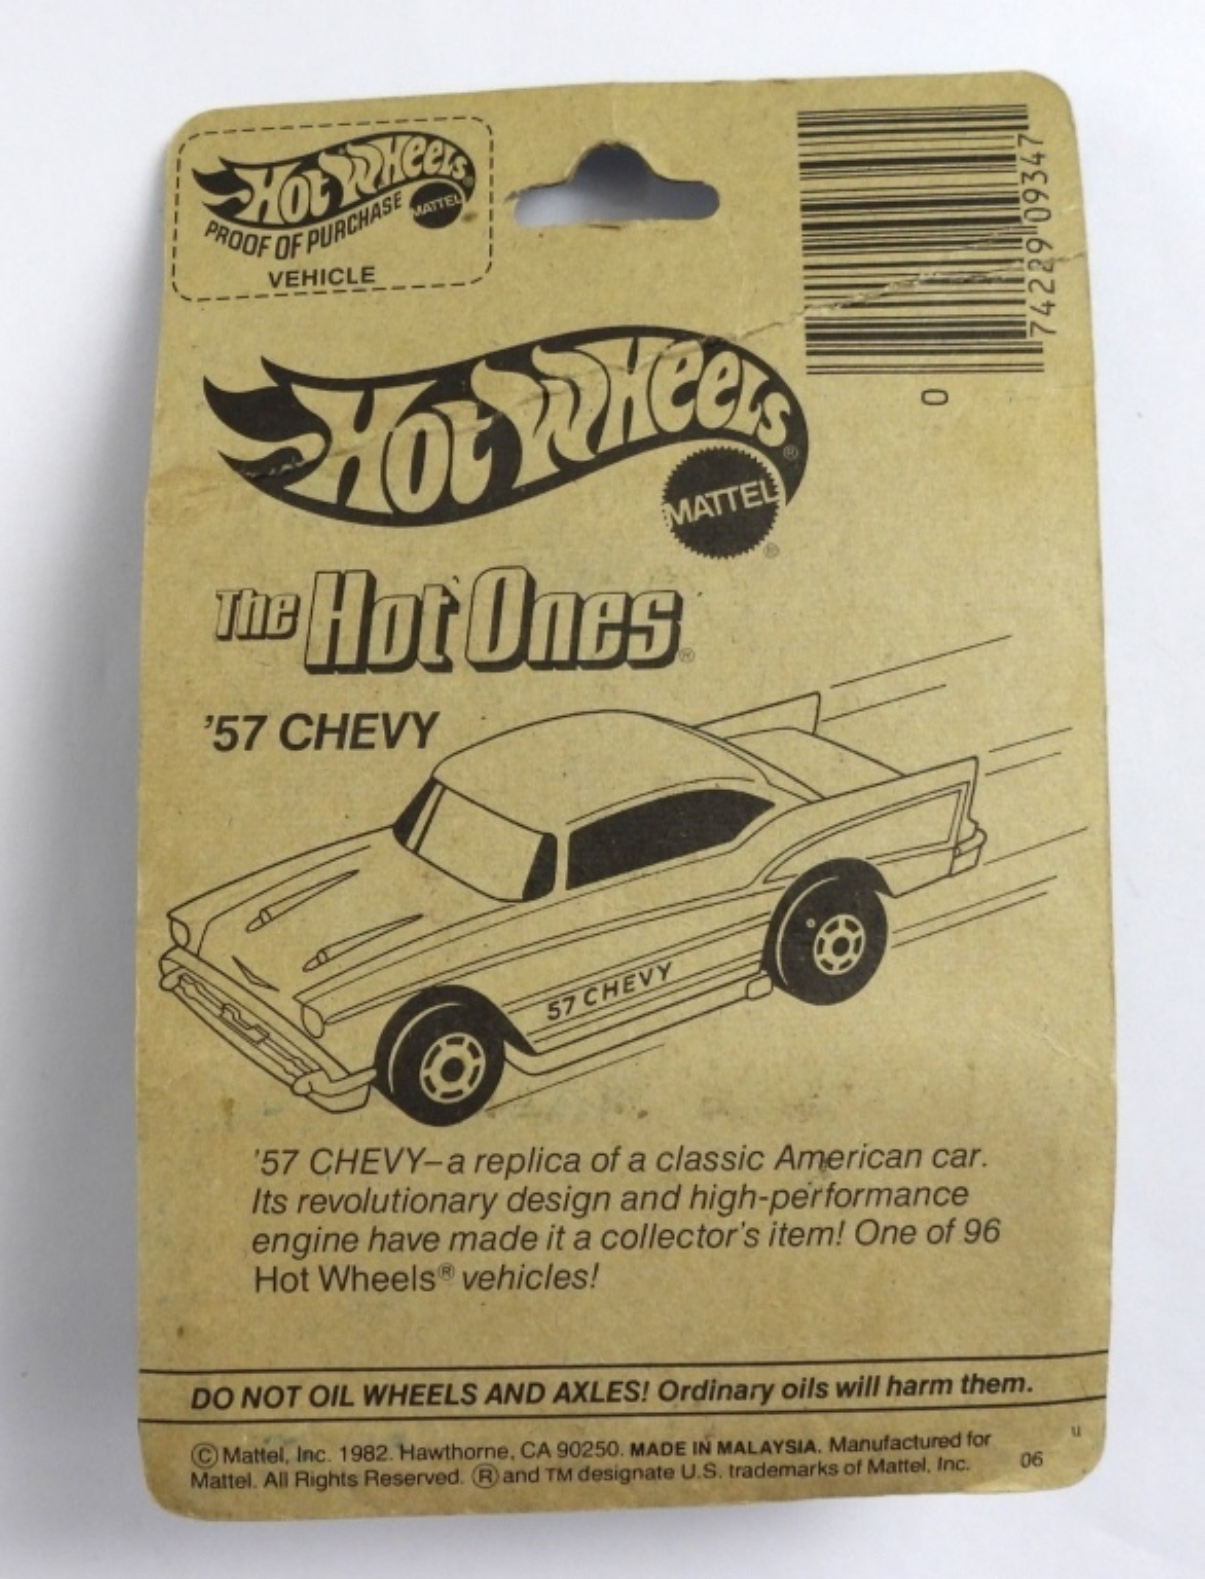 Hot Wheels®
MATTEL
PROOF OF PURCHASE
VEHICLE
74229 09347
0
Hot Wheels®
MATTEL®
The Hot Ones®
'57 CHEVY
57 CHEVY
'57 CHEVY–a replica of a classic American car.
Its revolutionary design and high-performance
engine have made it a collector's item! One of 96
Hot Wheels® vehicles!
DO NOT OIL WHEELS AND AXLES! Ordinary oils will harm them.
© Mattel, Inc. 1982. Hawthorne, CA 90250. MADE IN MALAYSIA. Manufactured for
Mattel. All Rights Reserved. ® and TM designate U.S. trademarks of Mattel, Inc.
06
u